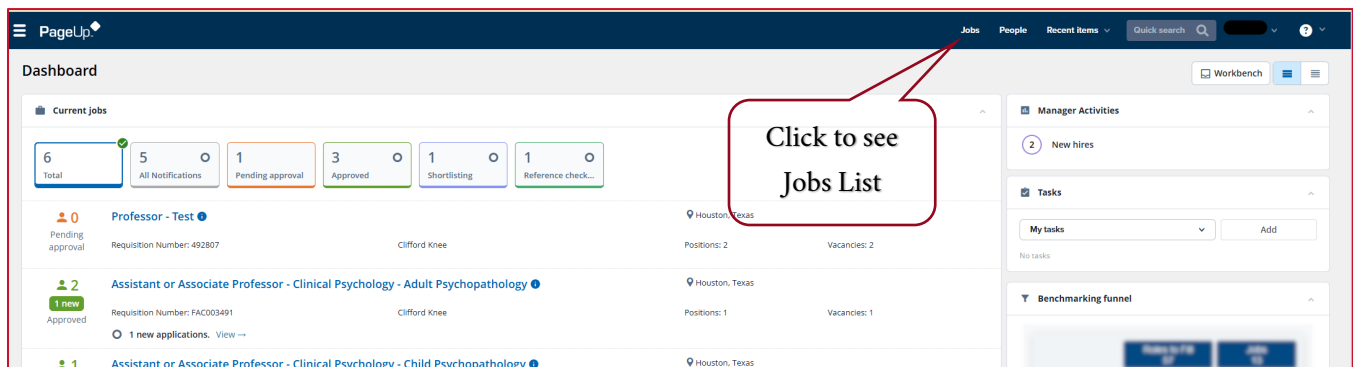 PageUp
Jobs People Recent items Quick search ?
Dashboard
Workbench
Current jobs
6 Total
5 All Notifications
1 Pending approval
3 Approved
1 Shortlisting
1 Reference check...
Click to see
Jobs List
0 Pending approval
Professor - Test
Houston, Texas
Requisition Number: 492807 Clifford Knee Positions: 2 Vacancies: 2
2 1 new Approved
Assistant or Associate Professor - Clinical Psychology - Adult Psychopathology
Houston, Texas
Requisition Number: FAC003491 Clifford Knee Positions: 1 Vacancies: 1
1 new applications. View →
1
Assistant or Associate Professor - Clinical Psychology - Child Psychopathology
Houston, Texas
Manager Activities
2 New hires
Tasks
My tasks Add
No tasks
Benchmarking funnel